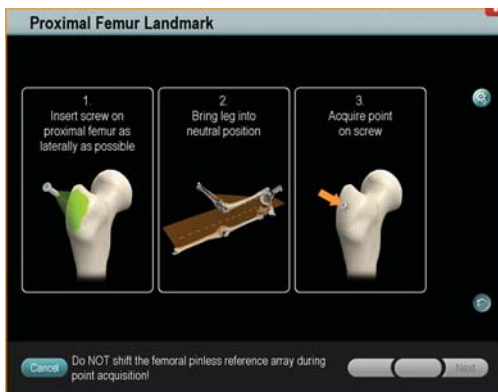 Proximal Femur Landmark
1.
Insert screw on
proximal femur as
laterally as possible
2.
Bring leg into
neutral position
3.
Acquire point
on screw
Cancel
Do NOT shift the femoral pinless reference array during
point acquisition!
Next